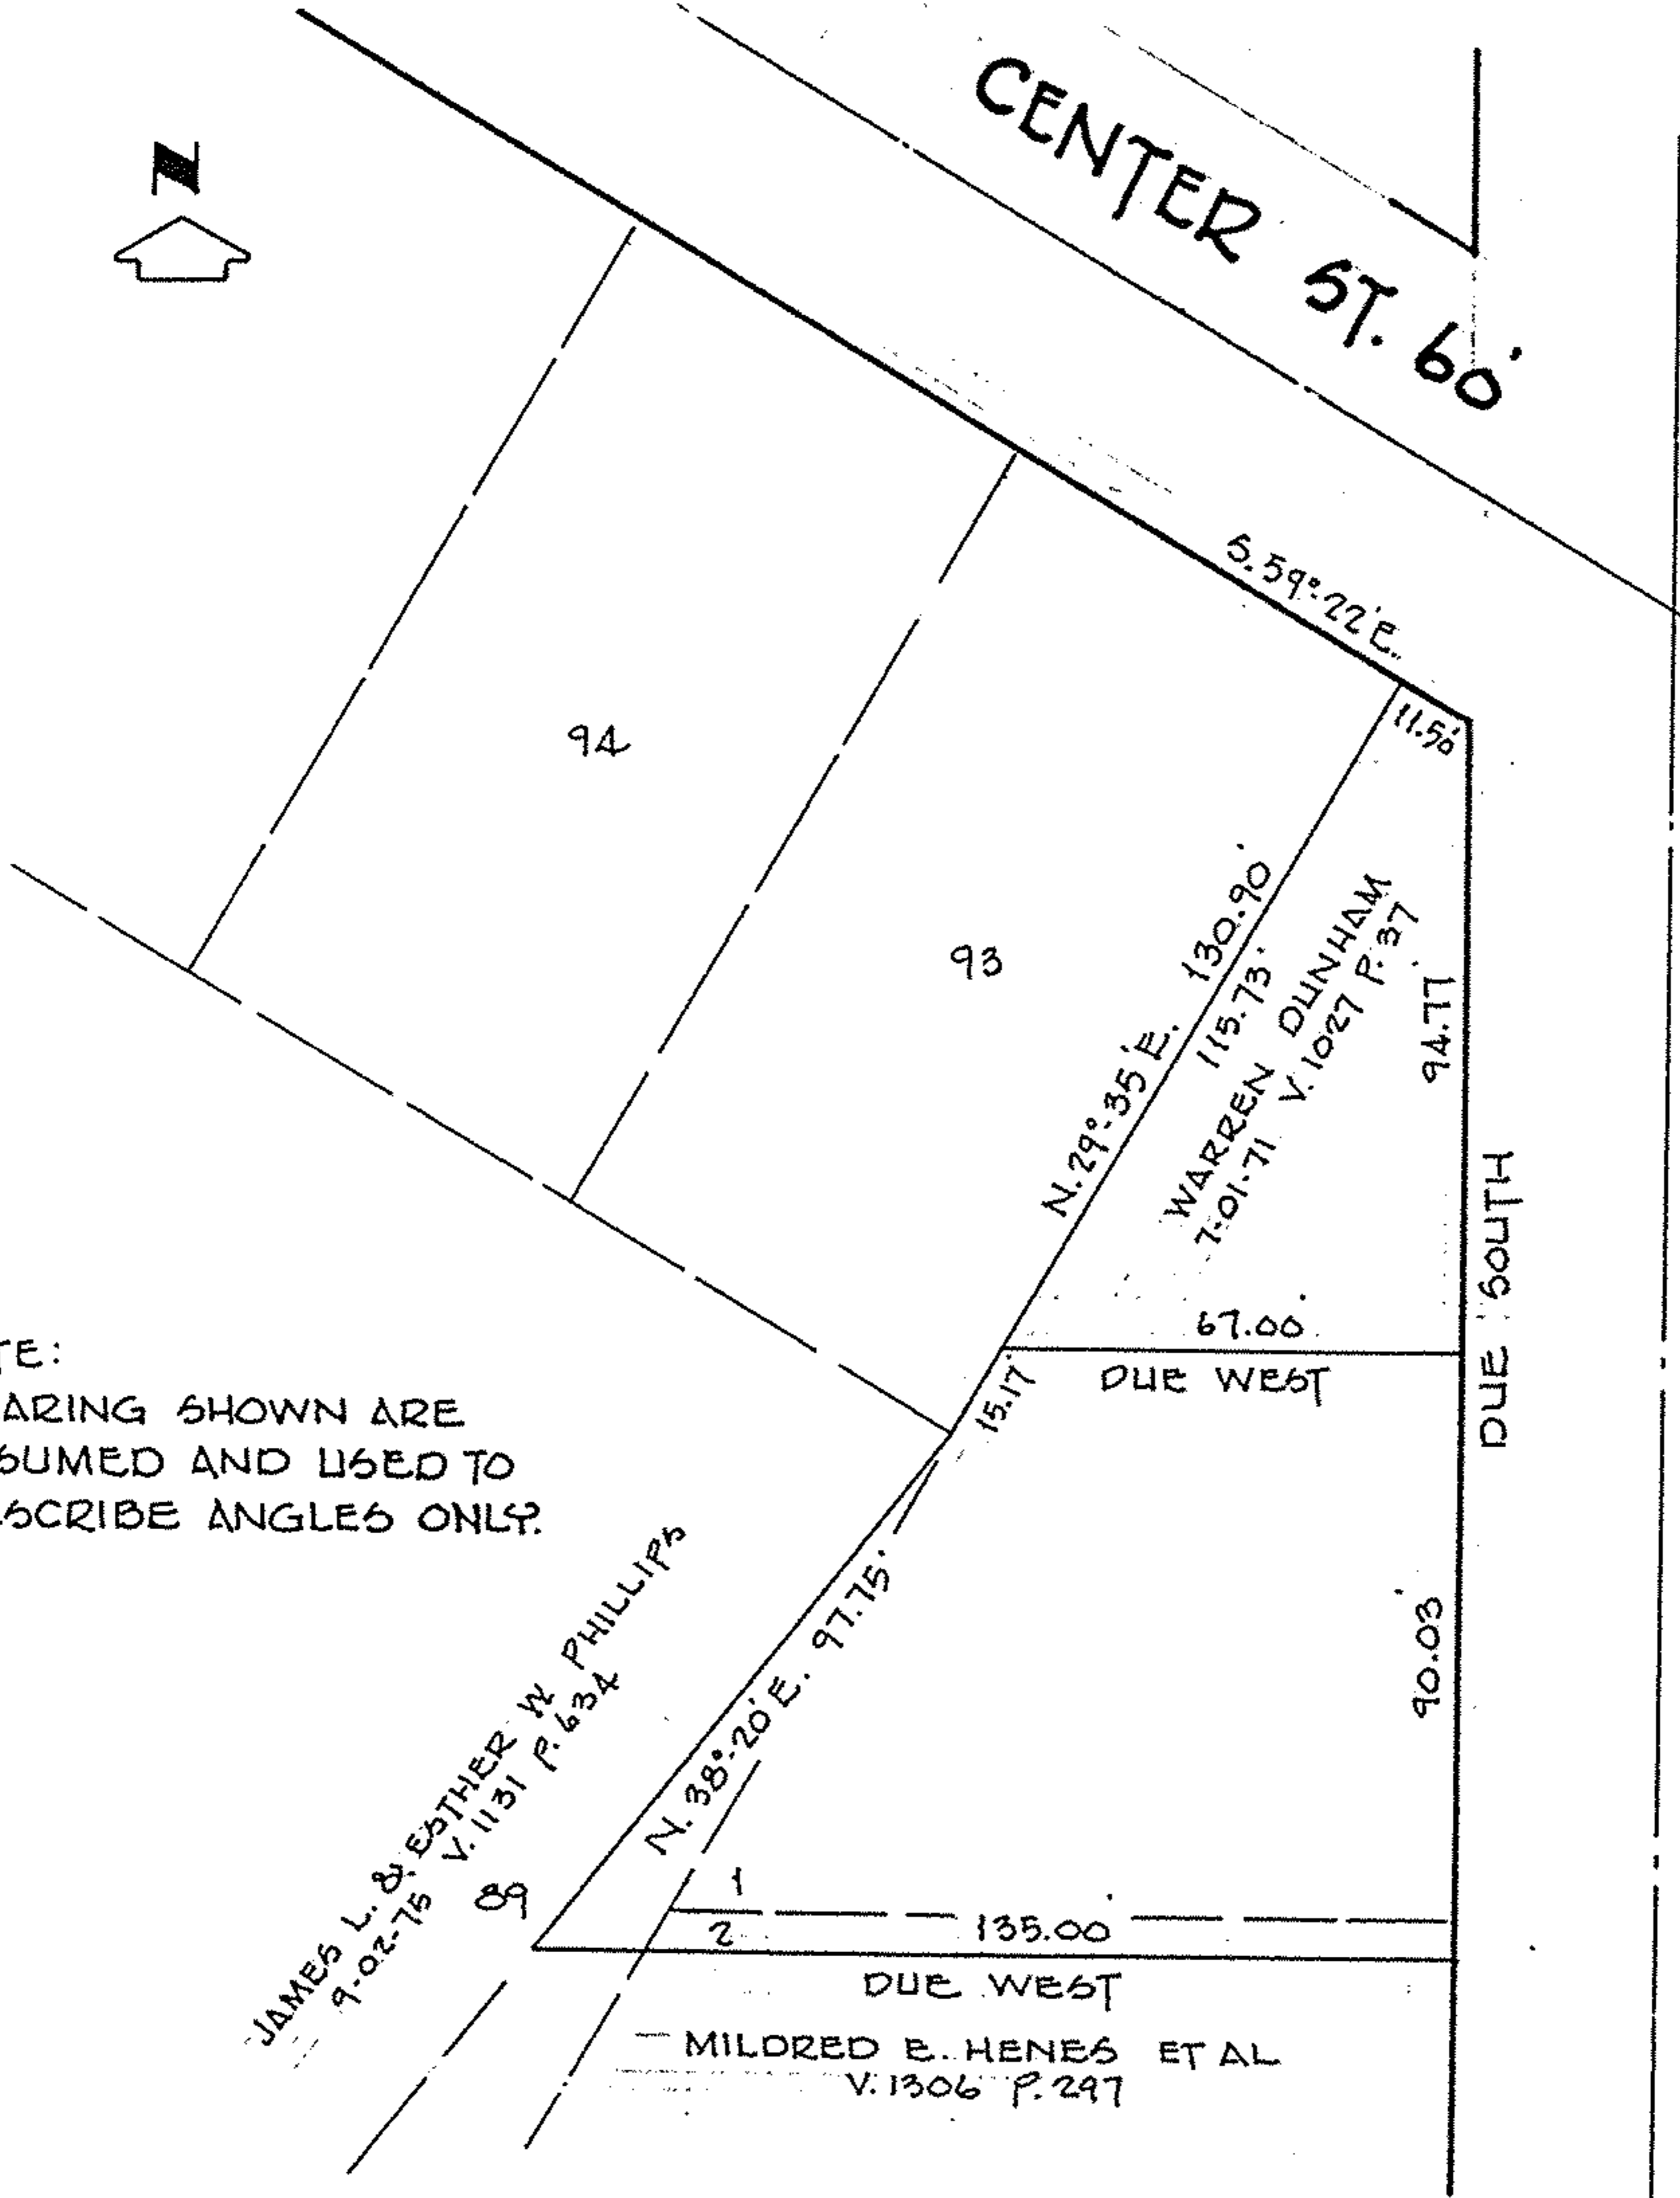 N
CENTER ST. 60'
S. 59°-22' E.
11.50'
94
93
N. 29°-35' E. 130.90'
115.73'
WARREN DUNHAM
7-01-71 V. 1027 P. 37
94.77'
DUE SOUTH
67.00'
DUE WEST
15.17'
TE:
ARING SHOWN ARE
SUMED AND USED TO
SCRIBE ANGLES ONLY.
N. 38°-20' E. 97.75'
90.03'
JAMES L. & ESTHER W. PHILLIPS
9-02-75 V. 1131 P. 634
89
1
2
135.00'
DUE WEST
MILDRED E. HENES ET AL
V. 1306 P. 297